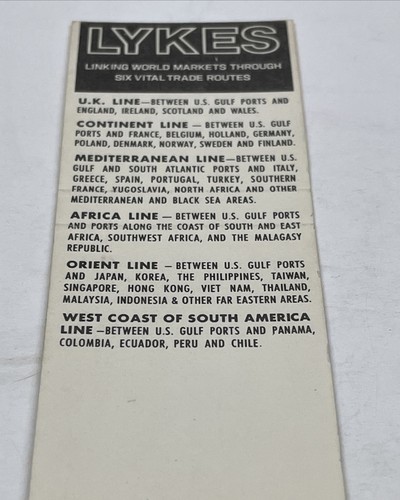 LYKES
LINKING WORLD MARKETS THROUGH
SIX VITAL TRADE ROUTES
U.K. LINE—BETWEEN U.S. GULF PORTS AND
ENGLAND, IRELAND, SCOTLAND AND WALES.
CONTINENT LINE — BETWEEN U.S. GULF
PORTS AND FRANCE, BELGIUM, HOLLAND, GERMANY,
POLAND, DENMARK, NORWAY, SWEDEN AND FINLAND.
MEDITERRANEAN LINE—BETWEEN U.S.
GULF AND SOUTH ATLANTIC PORTS AND ITALY,
GREECE, SPAIN, PORTUGAL, TURKEY, SOUTHERN
FRANCE, YUGOSLAVIA, NORTH AFRICA AND OTHER
MEDITERRANEAN AND BLACK SEA AREAS.
AFRICA LINE — BETWEEN U.S. GULF PORTS
AND PORTS ALONG THE COAST OF SOUTH AND EAST
AFRICA, SOUTHWEST AFRICA, AND THE MALAGASY
REPUBLIC.
ORIENT LINE — BETWEEN U.S. GULF PORTS
AND JAPAN, KOREA, THE PHILIPPINES, TAIWAN,
SINGAPORE, HONG KONG, VIET NAM, THAILAND,
MALAYSIA, INDONESIA & OTHER FAR EASTERN AREAS.
WEST COAST OF SOUTH AMERICA
LINE —BETWEEN U.S. GULF PORTS AND PANAMA,
COLOMBIA, ECUADOR, PERU AND CHILE.